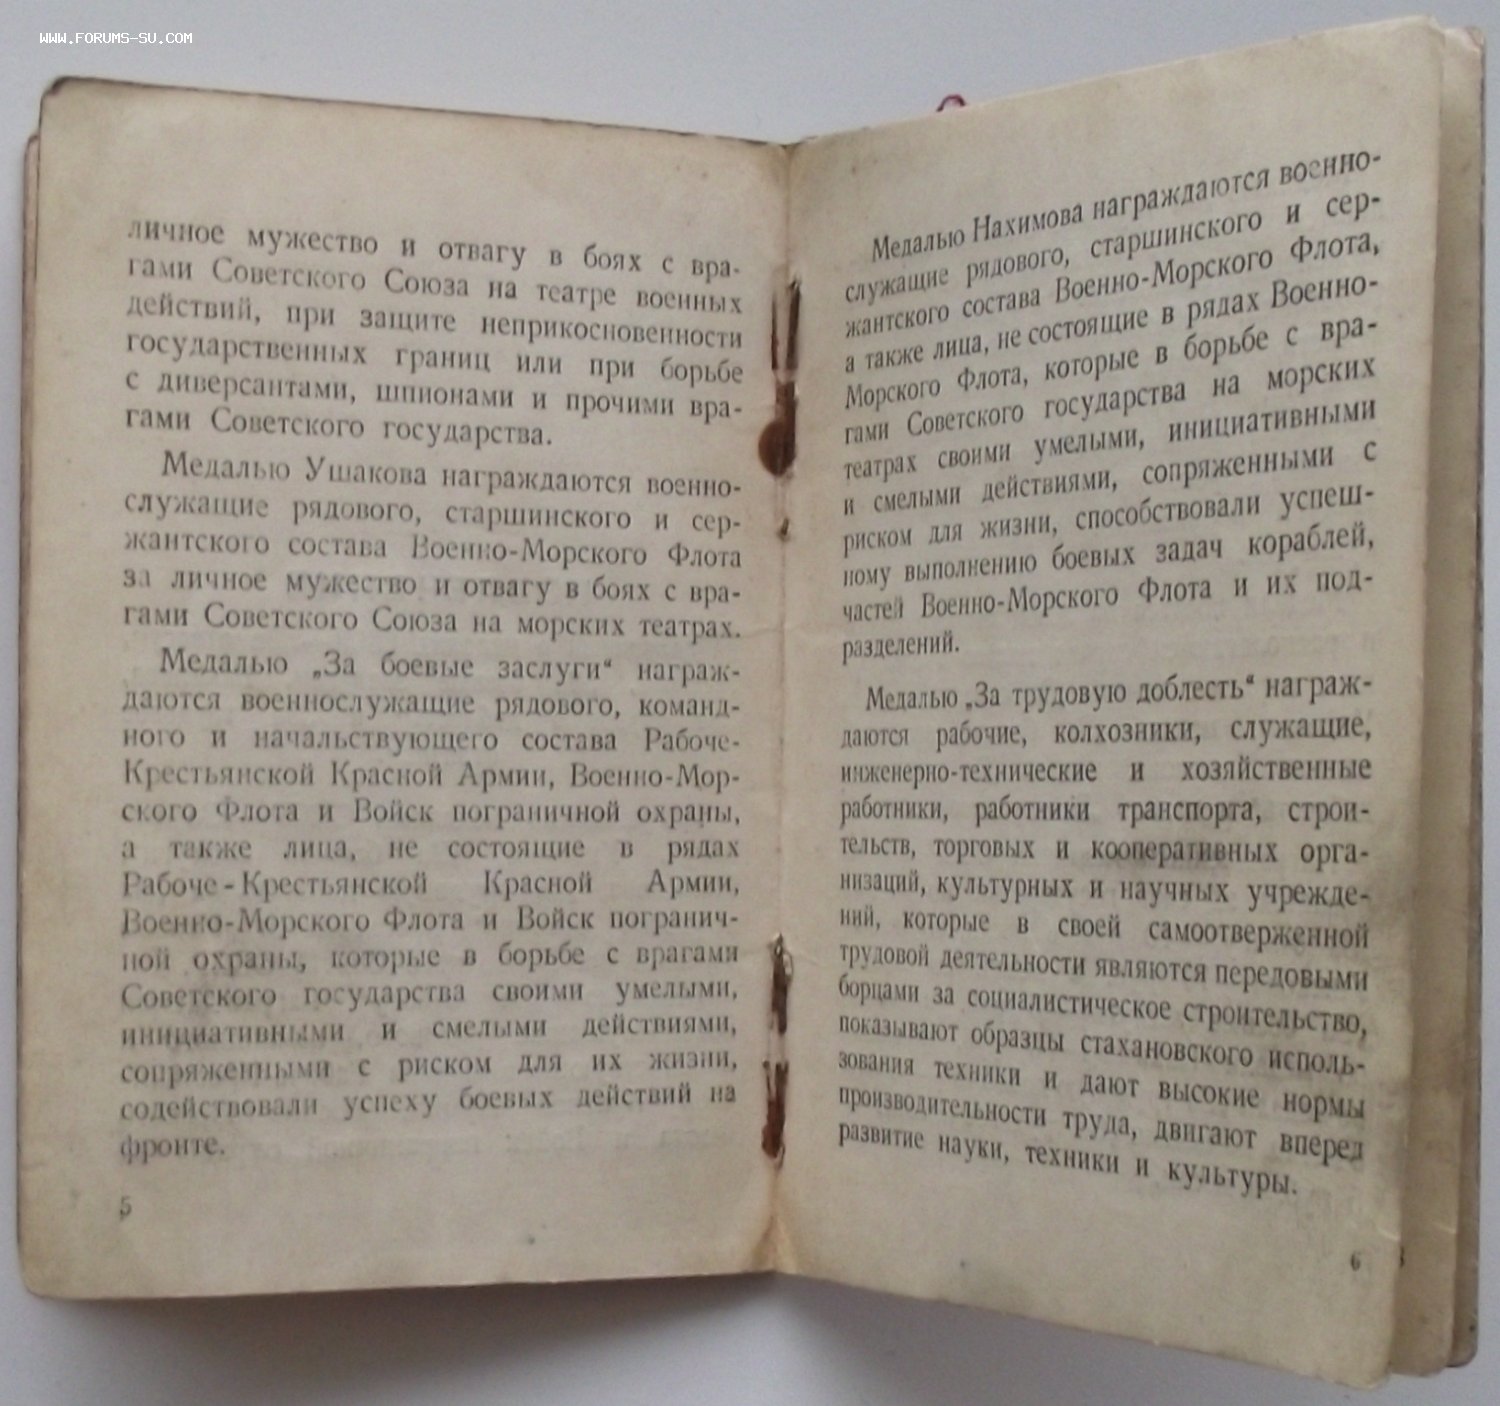 WWW.FORUMS-SU.COM
личное мужество и отвагу в боях с вра-
гами Советского Союза на театре военных
действий, при защите неприкосновенности
государственных границ или при борьбе
с диверсантами, шпионами и прочими вра-
гами Советского государства.
Медалью Ушакова награждаются военно-
служащие рядового, старшинского и сер-
жантского состава Военно-Морского Флота
за личное мужество и отвагу в боях с вра-
гами Советского Союза на морских театрах.
Медалью „За боевые заслуги“ награж-
даются военнослужащие рядового, команд-
ного и начальствующего состава Рабоче-
Крестьянской Красной Армии, Военно-Мор-
ского Флота и Войск пограничной охраны,
а также лица, не состоящие в рядах
Рабоче-Крестьянской Красной Армии,
Военно-Морского Флота и Войск погранич-
ной охраны, которые в борьбе с врагами
Советского государства своими умелыми,
инициативными и смелыми действиями,
сопряженными с риском для их жизни,
содействовали успеху боевых действий на
фронте.
5
Медалью Нахимова награждаются военно-
служащие рядового, старшинского и сер-
жантского состава Военно-Морского Флота,
а также лица, не состоящие в рядах Военно-
Морского Флота, которые в борьбе с вра-
гами Советского государства на морских
театрах своими умелыми, инициативными
и смелыми действиями, сопряженными с
риском для жизни, способствовали успеш-
ному выполнению боевых задач кораблей,
частей Военно-Морского Флота и их под-
разделений.
Медалью „За трудовую доблесть“ награж-
даются рабочие, колхозники, служащие,
инженерно-технические и хозяйственные
работники, работники транспорта, строи-
тельств, торговых и кооперативных орга-
низаций, культурных и научных учрежде-
ний, которые в своей самоотверженной
трудовой деятельности являются передовыми
борцами за социалистическое строительство,
показывают образцы стахановского исполь-
зования техники и дают высокие нормы
производительности труда, двигают вперед
развитие науки, техники и культуры.
6